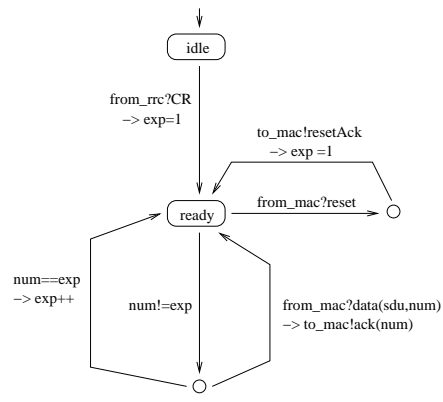 idle
from_rrc?CR
−> exp=1
to_mac!resetAck
−> exp =1
from_mac?reset
ready
num==exp
−> exp++
num!=exp
from_mac?data(sdu,num)
−> to_mac!ack(num)